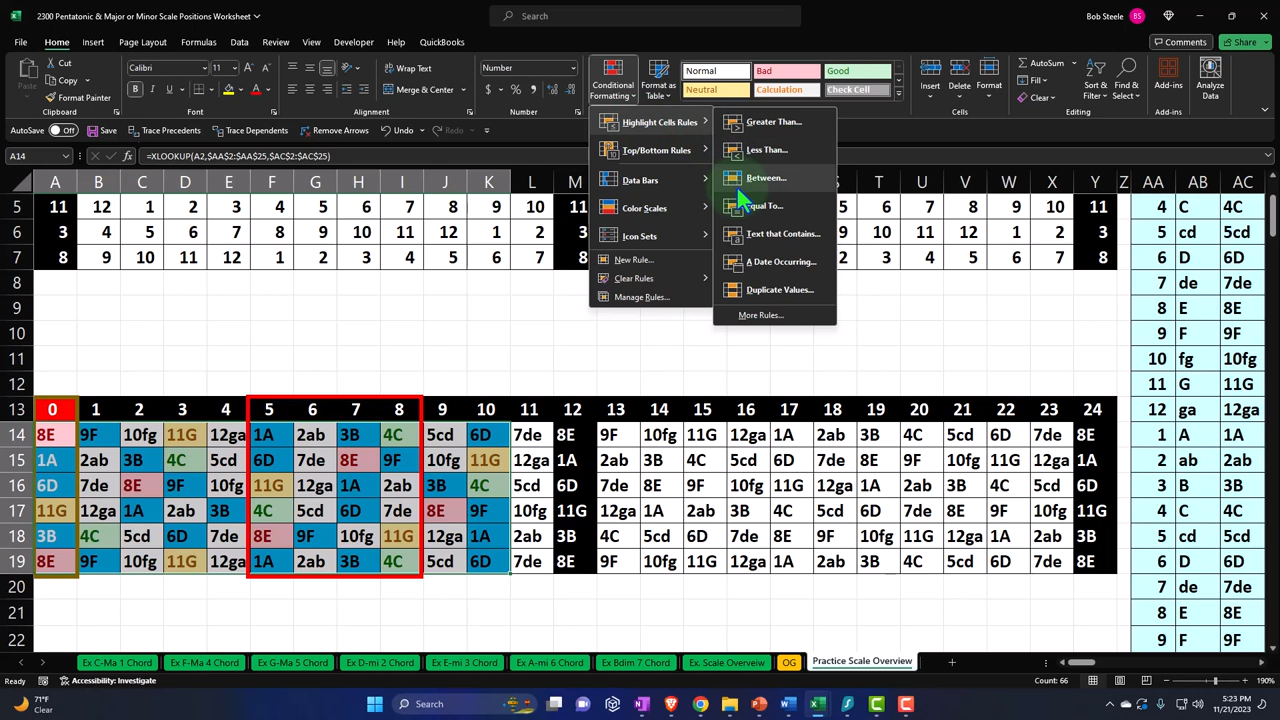 2300 Pentatonic & Major or Minor Scale Positions Worksheet
Search
Bob Steele BS
File Home Insert Page Layout Formulas Data Review View Developer Automate Help QuickBooks
Comments Share
Cut
Copy
Paste
Format Painter
Calibri 11
B I U
Wrap Text
Merge & Center
Number
$ % ,
Conditional Formatting
Format as Table
Normal Bad Good
Neutral Calculation Check Cell
Insert Delete Format
AutoSum
Fill
Clear
Sort & Filter
Find & Select
Add-ins
Analyze Data
Cells
Add-ins
AutoSave Off Save Trace Precedents Trace Dependents Remove Arrows Undo Redo
Highlight Cells Rules
Top/Bottom Rules
Data Bars
Color Scales
Icon Sets
New Rule...
Clear Rules
Manage Rules...
Greater Than...
Less Than...
Between...
Equal To...
Text that Contains...
A Date Occurring...
Duplicate Values...
More Rules...
A14 fx =XLOOKUP(A2,$AA$2:$AA$25,$AC$2:$AC$25)
A B C D E F G H I J K L M T U V W X Y Z AA AB AC
5 11 12 1 2 3 4 5 6 7 8 9 10 11 6 7 8 9 10 11 4 C 4C
6 3 4 5 6 7 8 9 10 11 12 1 2 3 10 11 12 1 2 3 5 cd 5cd
7 8 9 10 11 12 1 2 3 4 5 6 7 8 2 3 4 5 6 7 8 6 D 6D
8 7 de 7de
9 8 E 8E
10 9 F 9F
11 10 fg 10fg
12 11 G 11G
13 0 1 2 3 4 5 6 7 8 9 10 11 12 13 14 15 16 17 18 19 20 21 22 23 24 12 ga 12ga
14 8E 9F 10fg 11G 12ga 1A 2ab 3B 4C 5cd 6D 7de 8E 9F 10fg 11G 12ga 1A 2ab 3B 4C 5cd 6D 7de 8E 1 A 1A
15 1A 2ab 3B 4C 5cd 6D 7de 8E 9F 10fg 11G 12ga 1A 2ab 3B 4C 5cd 6D 7de 8E 9F 10fg 11G 12ga 1A 2 ab 2ab
16 6D 7de 8E 9F 10fg 11G 12ga 1A 2ab 3B 4C 5cd 6D 7de 8E 9F 10fg 11G 12ga 1A 2ab 3B 4C 5cd 6D 3 B 3B
17 11G 12ga 1A 2ab 3B 4C 5cd 6D 7de 8E 9F 10fg 11G 12ga 1A 2ab 3B 4C 5cd 6D 7de 8E 9F 10fg 11G 4 C 4C
18 3B 4C 5cd 6D 7de 8E 9F 10fg 11G 12ga 1A 2ab 3B 4C 5cd 6D 7de 8E 9F 10fg 11G 12ga 1A 2ab 3B 5 cd 5cd
19 8E 9F 10fg 11G 12ga 1A 2ab 3B 4C 5cd 6D 7de 8E 9F 10fg 11G 12ga 1A 2ab 3B 4C 5cd 6D 7de 8E 6 D 6D
20 7 de 7de
21 8 E 8E
22 9 F 9F
Ex C-Ma 1 Chord Ex F-Ma 4 Chord Ex G-Ma 5 Chord Ex D-mi 2 Chord Ex E-mi 3 Chord Ex A-mi 6 Chord Ex Bdim 7 Chord Ex. Scale Overveiw OG Practice Scale Overview
Ready Accessibility: Investigate Count: 66 190%
71°F
Clear
Search
5:23 PM
11/21/2023